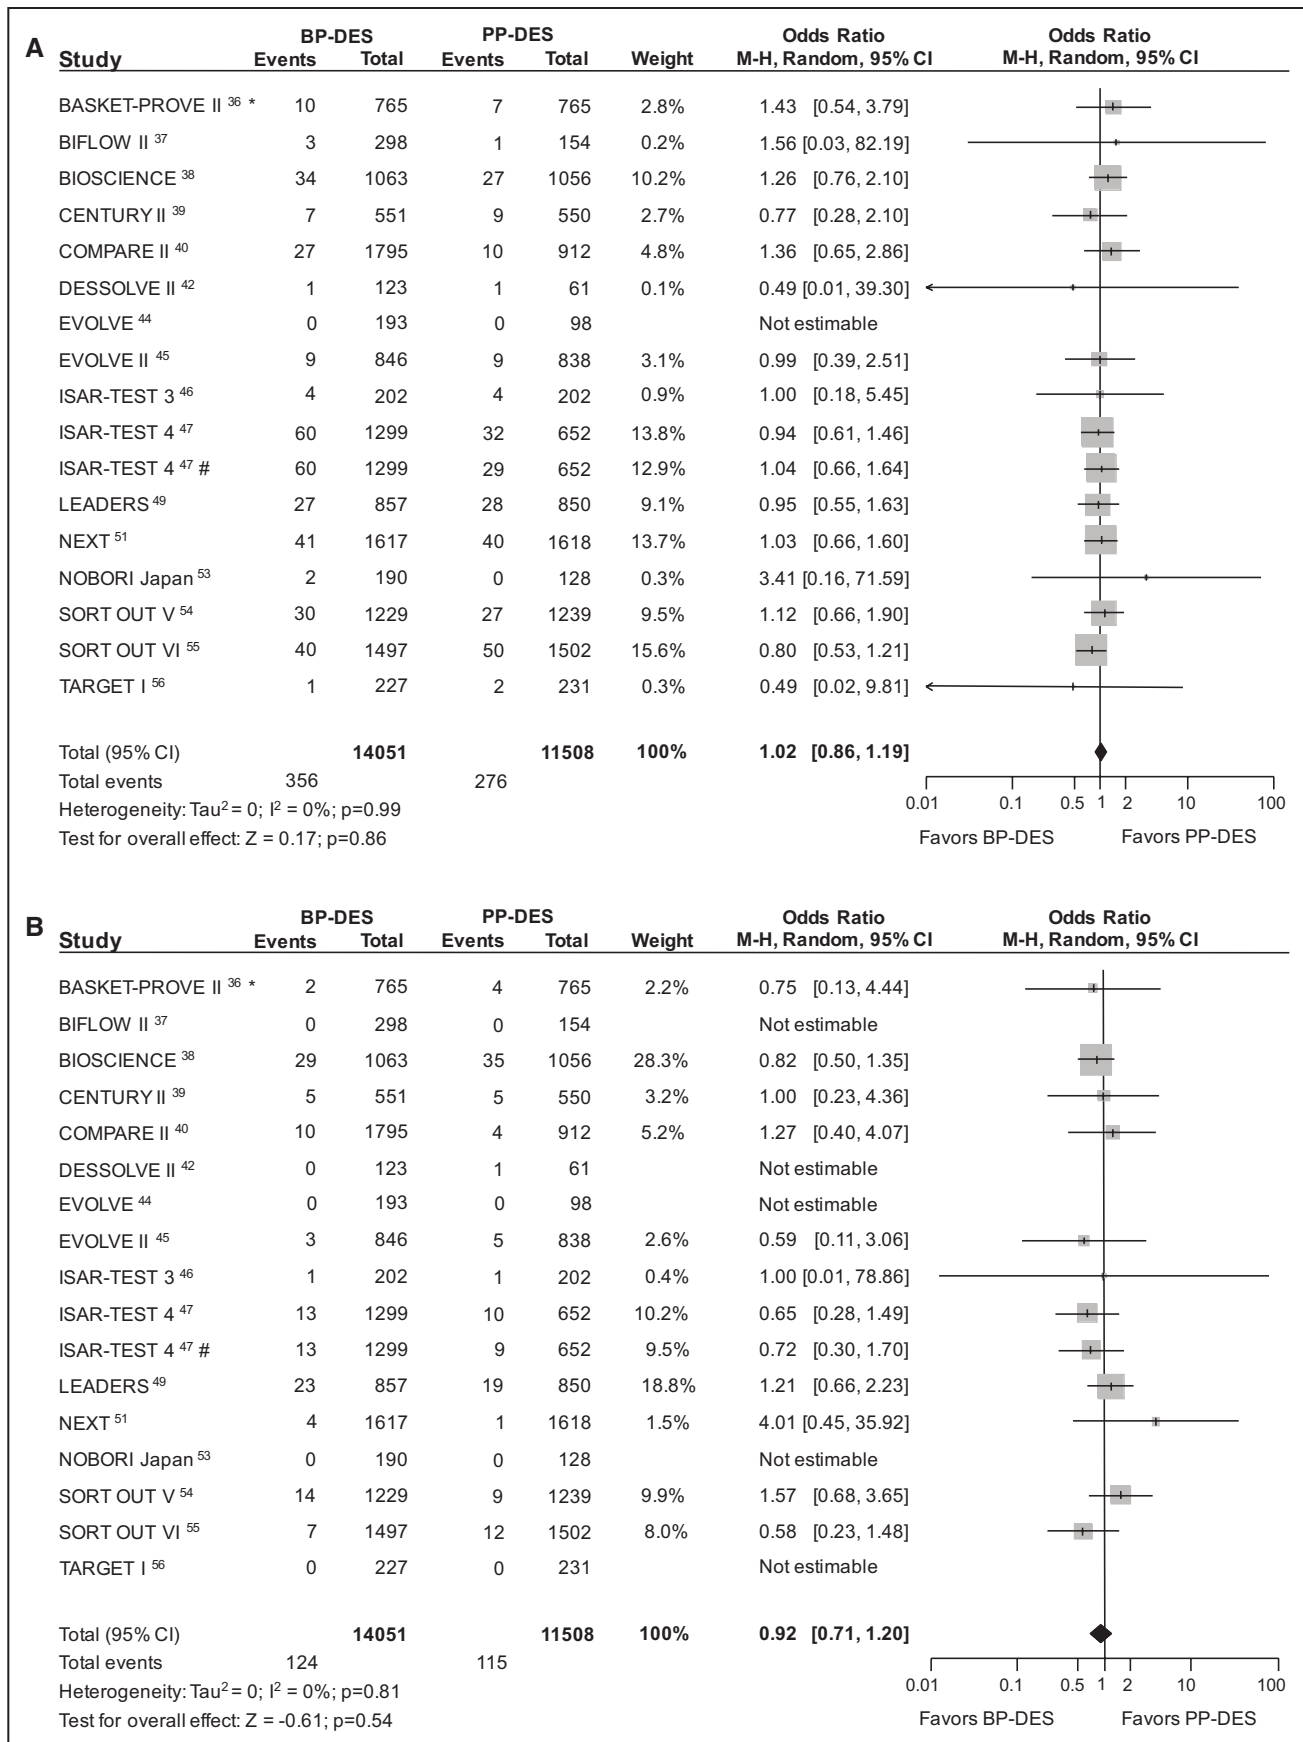 A
BP-DES PP-DES Odds Ratio Odds Ratio
Study Events Total Events Total Weight M-H, Random, 95% CI M-H, Random, 95% CI
BASKET-PROVE II 36 * 10 765 7 765 2.8% 1.43 [0.54, 3.79]
BIFLOW II 37 3 298 1 154 0.2% 1.56 [0.03, 82.19]
BIOSCIENCE 38 34 1063 27 1056 10.2% 1.26 [0.76, 2.10]
CENTURY II 39 7 551 9 550 2.7% 0.77 [0.28, 2.10]
COMPARE II 40 27 1795 10 912 4.8% 1.36 [0.65, 2.86]
DESSOLVE II 42 1 123 1 61 0.1% 0.49 [0.01, 39.30]
EVOLVE 44 0 193 0 98 Not estimable
EVOLVE II 45 9 846 9 838 3.1% 0.99 [0.39, 2.51]
ISAR-TEST 3 46 4 202 4 202 0.9% 1.00 [0.18, 5.45]
ISAR-TEST 4 47 60 1299 32 652 13.8% 0.94 [0.61, 1.46]
ISAR-TEST 4 47 # 60 1299 29 652 12.9% 1.04 [0.66, 1.64]
LEADERS 49 27 857 28 850 9.1% 0.95 [0.55, 1.63]
NEXT 51 41 1617 40 1618 13.7% 1.03 [0.66, 1.60]
NOBORI Japan 53 2 190 0 128 0.3% 3.41 [0.16, 71.59]
SORT OUT V 54 30 1229 27 1239 9.5% 1.12 [0.66, 1.90]
SORT OUT VI 55 40 1497 50 1502 15.6% 0.80 [0.53, 1.21]
TARGET I 56 1 227 2 231 0.3% 0.49 [0.02, 9.81]
Total (95% CI) 14051 11508 100% 1.02 [0.86, 1.19]
Total events 356 276
Heterogeneity: Tau² = 0; I² = 0%; p=0.99
Test for overall effect: Z = 0.17; p=0.86
0.01 0.1 0.5 1 2 10 100
Favors BP-DES Favors PP-DES
B
BP-DES PP-DES Odds Ratio Odds Ratio
Study Events Total Events Total Weight M-H, Random, 95% CI M-H, Random, 95% CI
BASKET-PROVE II 36 * 2 765 4 765 2.2% 0.75 [0.13, 4.44]
BIFLOW II 37 0 298 0 154 Not estimable
BIOSCIENCE 38 29 1063 35 1056 28.3% 0.82 [0.50, 1.35]
CENTURY II 39 5 551 5 550 3.2% 1.00 [0.23, 4.36]
COMPARE II 40 10 1795 4 912 5.2% 1.27 [0.40, 4.07]
DESSOLVE II 42 0 123 1 61 Not estimable
EVOLVE 44 0 193 0 98 Not estimable
EVOLVE II 45 3 846 5 838 2.6% 0.59 [0.11, 3.06]
ISAR-TEST 3 46 1 202 1 202 0.4% 1.00 [0.01, 78.86]
ISAR-TEST 4 47 13 1299 10 652 10.2% 0.65 [0.28, 1.49]
ISAR-TEST 4 47 # 13 1299 9 652 9.5% 0.72 [0.30, 1.70]
LEADERS 49 23 857 19 850 18.8% 1.21 [0.66, 2.23]
NEXT 51 4 1617 1 1618 1.5% 4.01 [0.45, 35.92]
NOBORI Japan 53 0 190 0 128 Not estimable
SORT OUT V 54 14 1229 9 1239 9.9% 1.57 [0.68, 3.65]
SORT OUT VI 55 7 1497 12 1502 8.0% 0.58 [0.23, 1.48]
TARGET I 56 0 227 0 231 Not estimable
Total (95% CI) 14051 11508 100% 0.92 [0.71, 1.20]
Total events 124 115
Heterogeneity: Tau² = 0; I² = 0%; p=0.81
Test for overall effect: Z = -0.61; p=0.54
0.01 0.1 0.5 1 2 10 100
Favors BP-DES Favors PP-DES